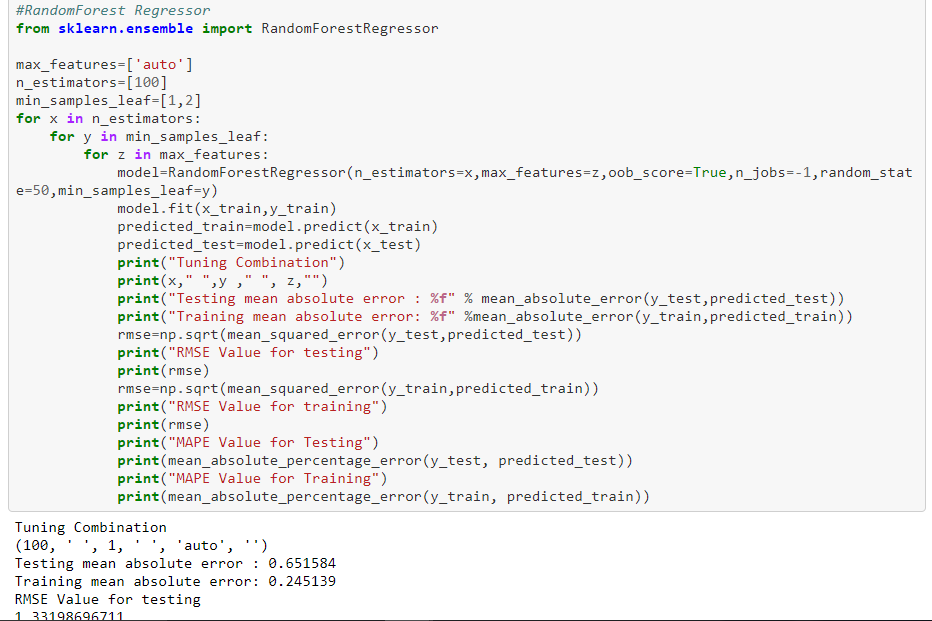 #RandomForest Regressor
from sklearn.ensemble import RandomForestRegressor
max_features=['auto']
n_estimators=[100]
min_samples_leaf=[1,2]
for x in n_estimators:
    for y in min_samples_leaf:
        for z in max_features:
            model=RandomForestRegressor(n_estimators=x,max_features=z,oob_score=True,n_jobs=-1,random_stat
e=50,min_samples_leaf=y)
            model.fit(x_train,y_train)
            predicted_train=model.predict(x_train)
            predicted_test=model.predict(x_test)
            print("Tuning Combination")
            print(x," ",y ," ", z,"")
            print("Testing mean absolute error : %f" % mean_absolute_error(y_test,predicted_test))
            print("Training mean absolute error: %f" %mean_absolute_error(y_train,predicted_train))
            rmse=np.sqrt(mean_squared_error(y_test,predicted_test))
            print("RMSE Value for testing")
            print(rmse)
            rmse=np.sqrt(mean_squared_error(y_train,predicted_train))
            print("RMSE Value for training")
            print(rmse)
            print("MAPE Value for Testing")
            print(mean_absolute_percentage_error(y_test, predicted_test))
            print("MAPE Value for Training")
            print(mean_absolute_percentage_error(y_train, predicted_train))
Tuning Combination
(100, ' ', 1, ' ', 'auto', '')
Testing mean absolute error : 0.651584
Training mean absolute error: 0.245139
RMSE Value for testing
1.33198696711